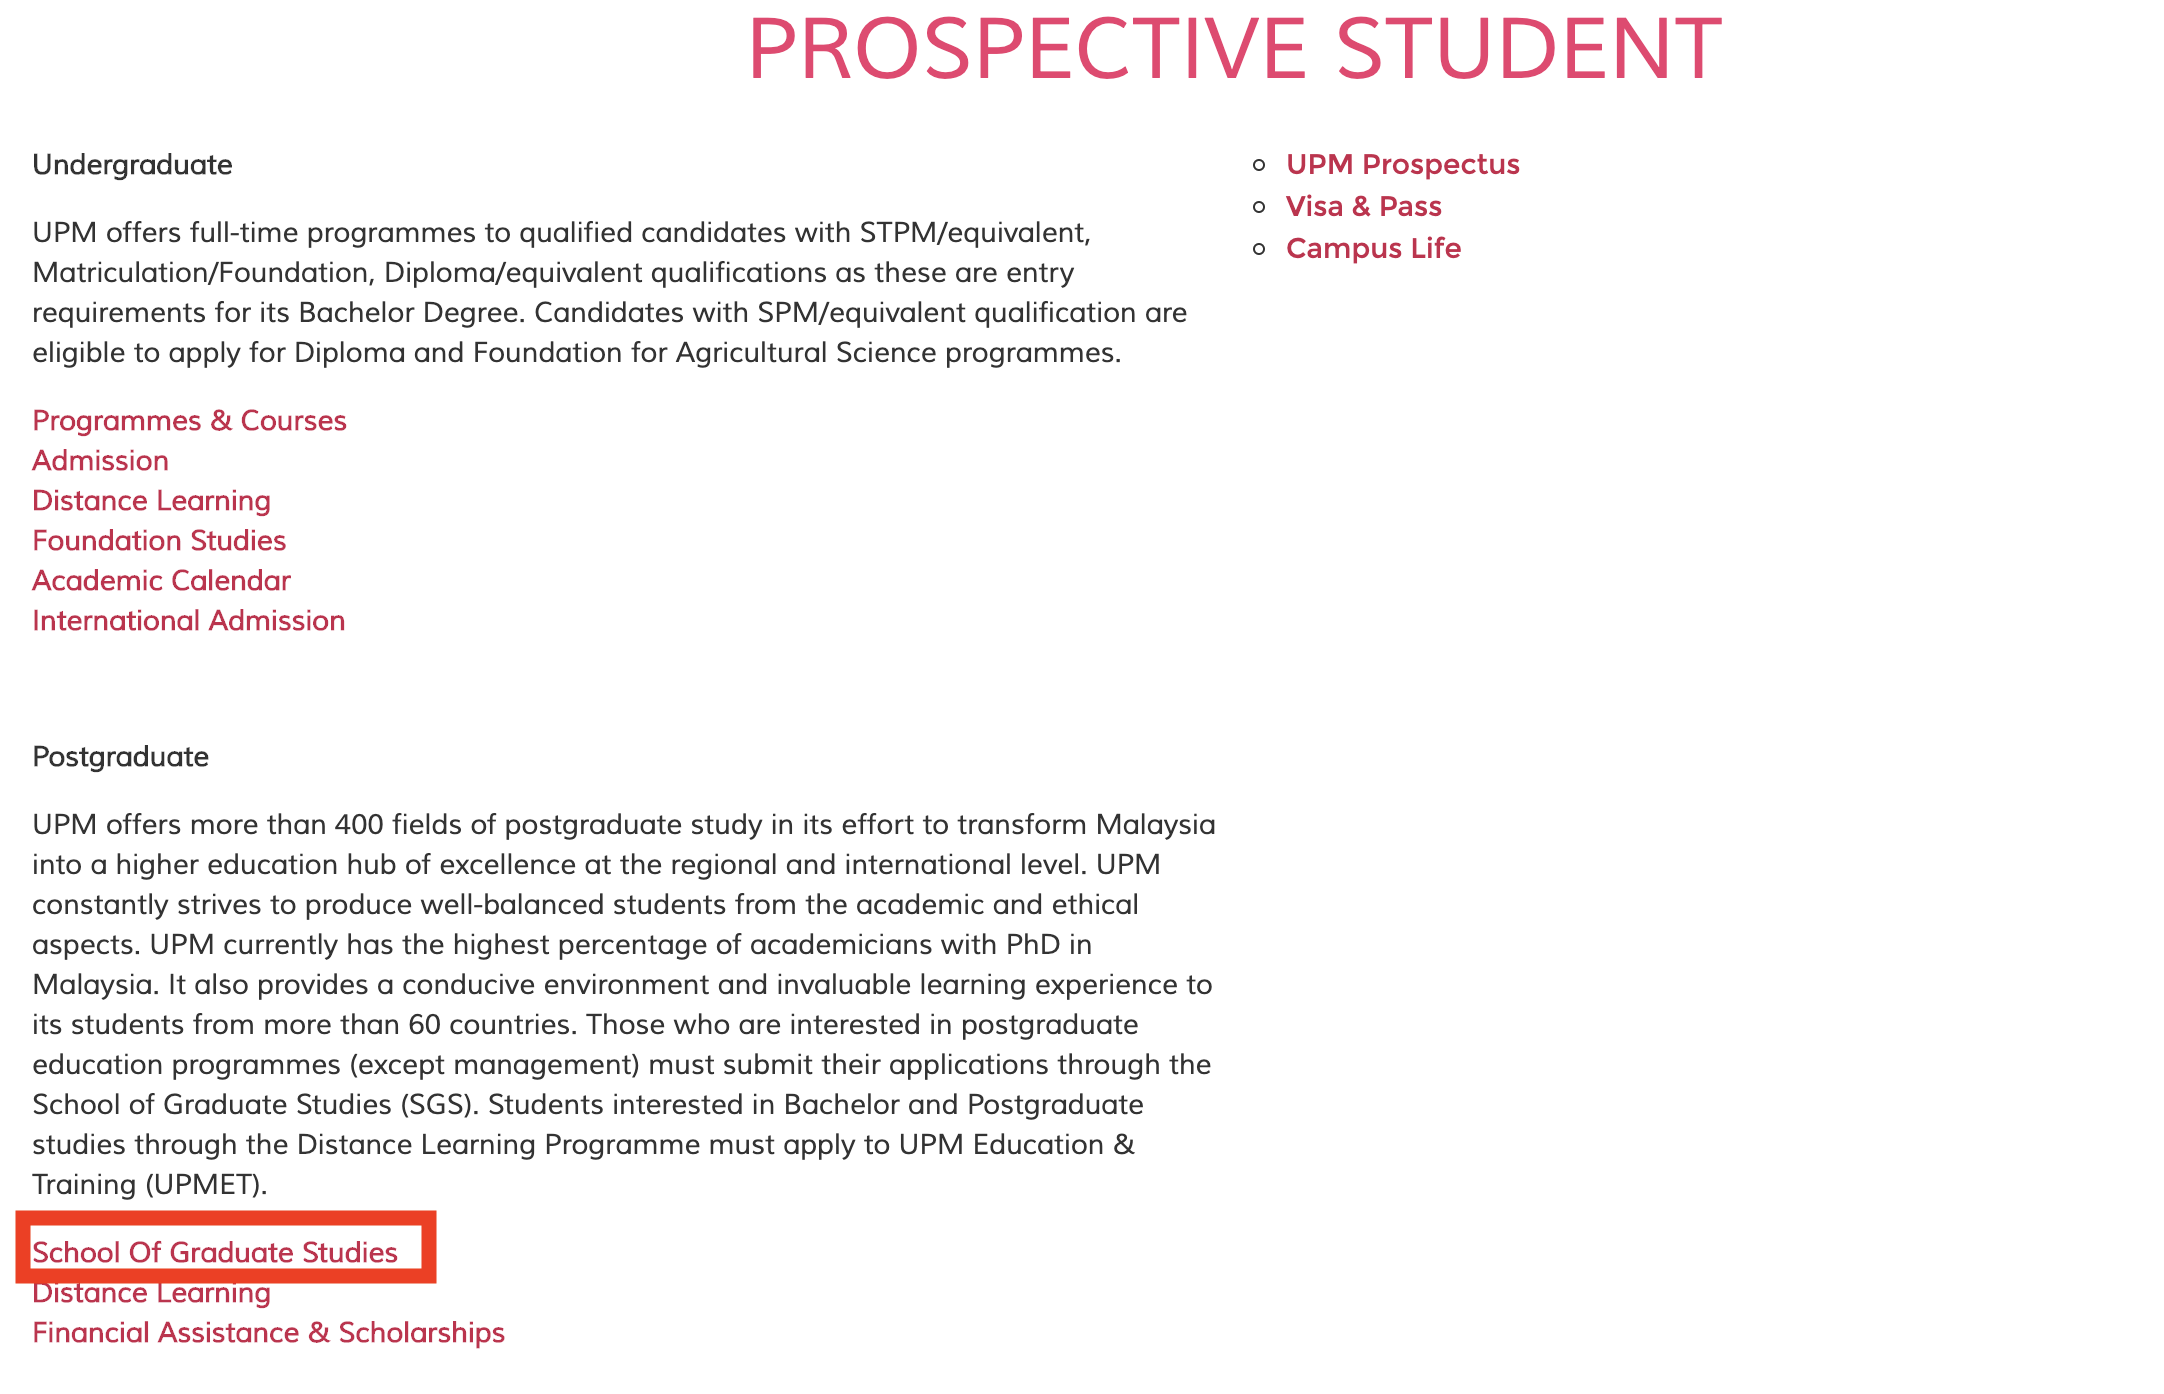 PROSPECTIVE STUDENT
Undergraduate
UPM offers full-time programmes to qualified candidates with STPM/equivalent,
Matriculation/Foundation, Diploma/equivalent qualifications as these are entry
requirements for its Bachelor Degree. Candidates with SPM/equivalent qualification are
eligible to apply for Diploma and Foundation for Agricultural Science programmes.
Programmes & Courses
Admission
Distance Learning
Foundation Studies
Academic Calendar
International Admission
Postgraduate
UPM offers more than 400 fields of postgraduate study in its effort to transform Malaysia
into a higher education hub of excellence at the regional and international level. UPM
constantly strives to produce well-balanced students from the academic and ethical
aspects. UPM currently has the highest percentage of academicians with PhD in
Malaysia. It also provides a conducive environment and invaluable learning experience to
its students from more than 60 countries. Those who are interested in postgraduate
education programmes (except management) must submit their applications through the
School of Graduate Studies (SGS). Students interested in Bachelor and Postgraduate
studies through the Distance Learning Programme must apply to UPM Education &
Training (UPMET).
School Of Graduate Studies
Distance Learning
Financial Assistance & Scholarships
UPM Prospectus
Visa & Pass
Campus Life